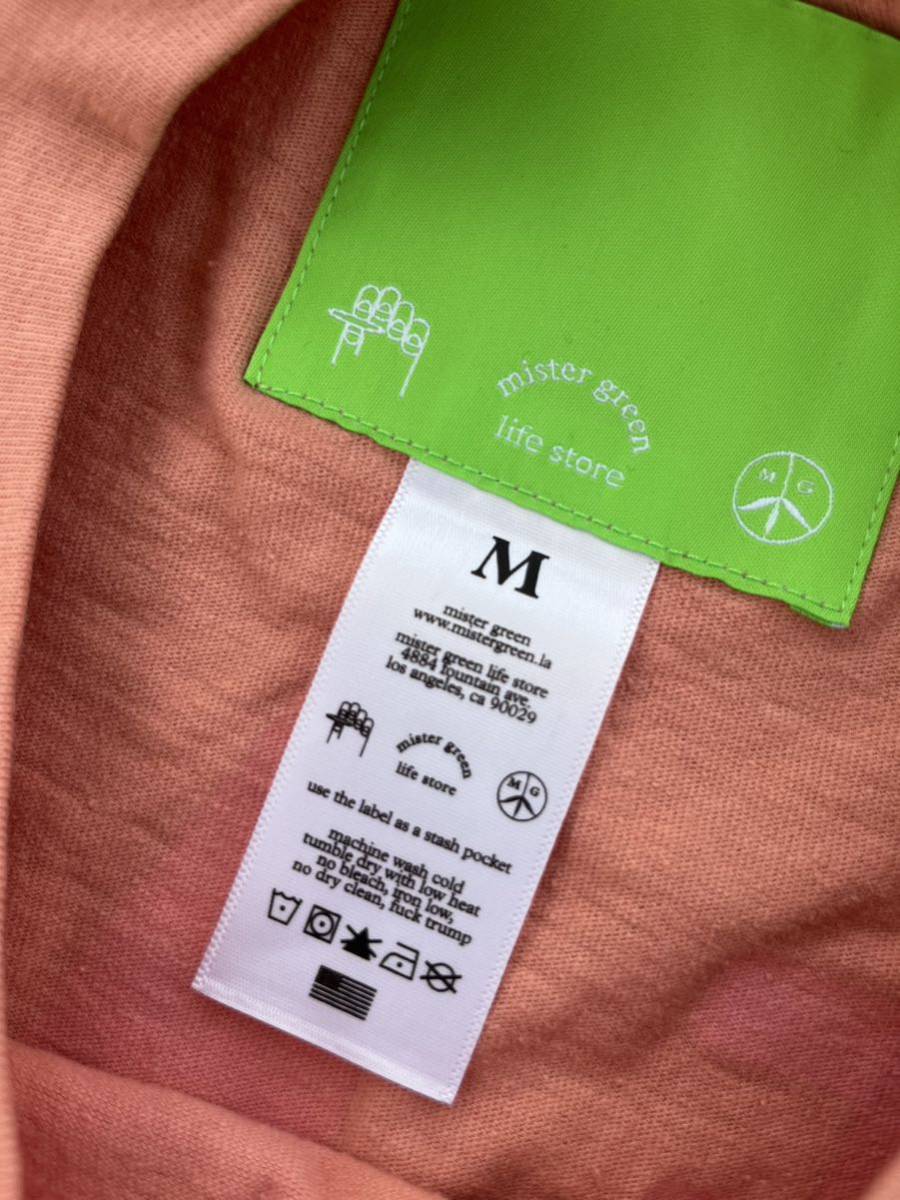 mister green
life store
M G
M
mister green
www.mistergreen.la
mister green life store
4884 fountain ave.
los angeles, ca 90029
mister green
life store
M G
use the label as a stash pocket
machine wash cold
tumble dry with low heat
no bleach, iron low,
no dry clean, fuck trump